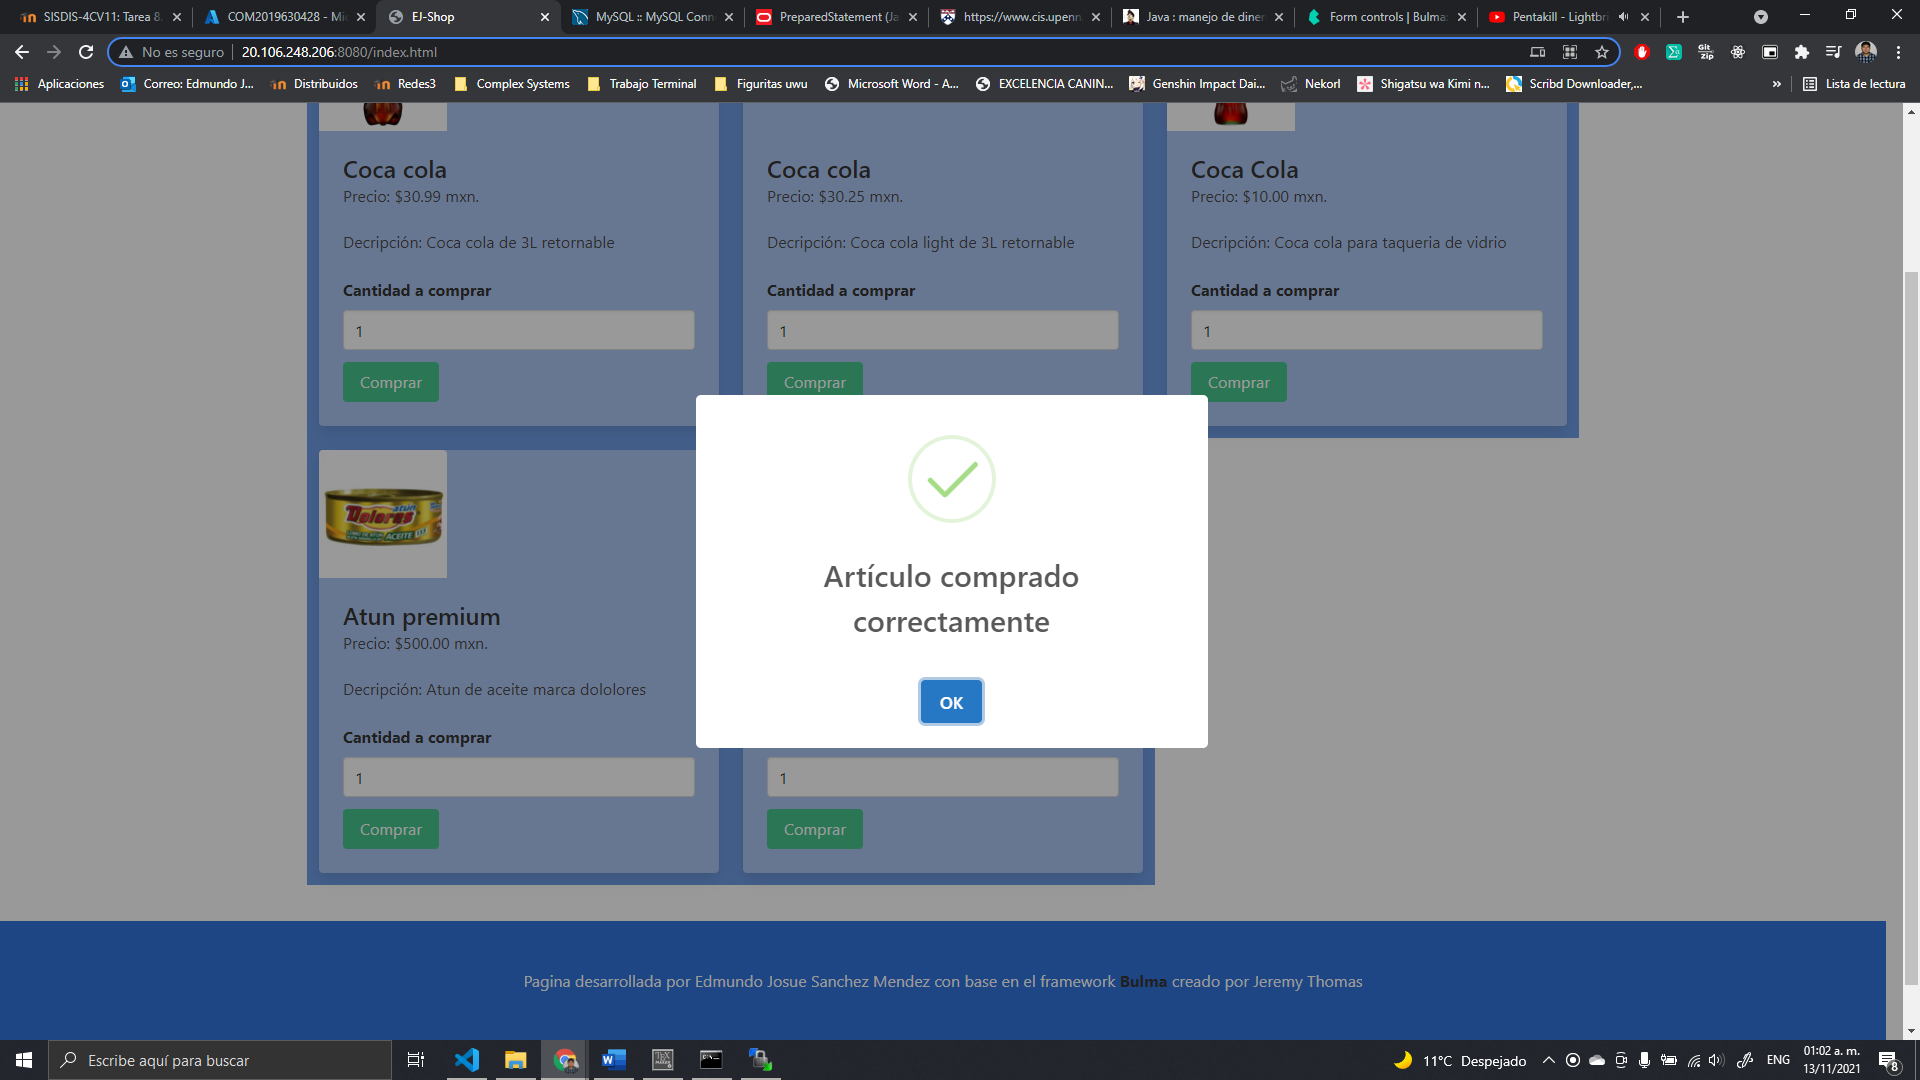 SISDIS-4CV11: Tarea 8.
COM2019630428 - Mi
EJ-Shop
MySQL :: MySQL Conn
PreparedStatement (Ja
https://www.cis.upenn
Java : manejo de diner
Form controls | Bulma:
Pentakill - Lightbri
No es seguro
20.106.248.206:8080/index.html
Aplicaciones
Correo: Edmundo J...
Distribuidos
Redes3
Complex Systems
Trabajo Terminal
Figuritas uwu
Microsoft Word - A...
EXCELENCIA CANIN...
Genshin Impact Dai...
Nekorl
Shigatsu wa Kimi n...
Scribd Downloader,...
»
Lista de lectura
Coca cola
Precio: $30.99 mxn.
Decripción: Coca cola de 3L retornable
Cantidad a comprar
1
Comprar
Coca cola
Precio: $30.25 mxn.
Decripción: Coca cola light de 3L retornable
Cantidad a comprar
1
Comprar
Coca Cola
Precio: $10.00 mxn.
Decripción: Coca cola para taqueria de vidrio
Cantidad a comprar
1
Comprar
atún
Dolores
ACEITE
Atun premium
Precio: $500.00 mxn.
Decripción: Atun de aceite marca dololores
Cantidad a comprar
1
Comprar
1
Comprar
Artículo comprado
correctamente
OK
Pagina desarrollada por Edmundo Josue Sanchez Mendez con base en el framework Bulma creado por Jeremy Thomas
Escribe aquí para buscar
11°C Despejado
ENG
01:02 a. m.
13/11/2021
8